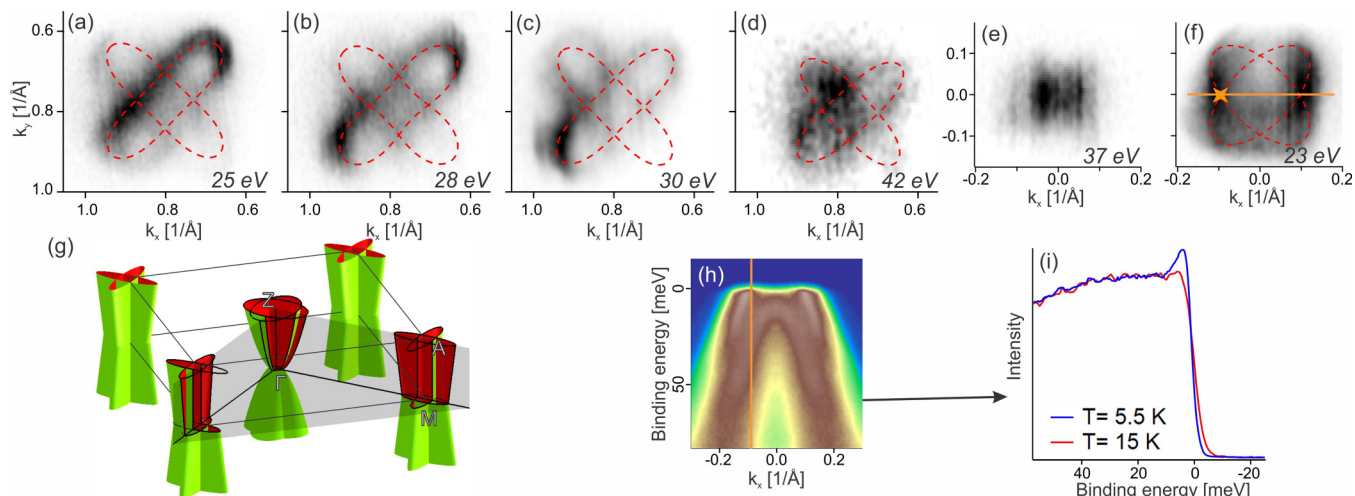 (a)
(b)
(c)
(d)
(e)
(f)
0.6
0.8
1.0
k_y [1/Å]
25 eV
28 eV
30 eV
42 eV
1.0 0.8 0.6
k_x [1/Å]
1.0 0.8 0.6
k_x [1/Å]
1.0 0.8 0.6
k_x [1/Å]
1.0 0.8 0.6
k_x [1/Å]
0.1
0.0
-0.1
37 eV
23 eV
-0.2 0.0 0.2
k_x [1/Å]
-0.2 0.0 0.2
k_x [1/Å]
(g)
Z
Γ
A
M
(h)
Binding energy [meV]
0
50
-0.2 0.0 0.2
k_x [1/Å]
(i)
Intensity
T= 5.5 K
T= 15 K
40 20 0 -20
Binding energy [meV]